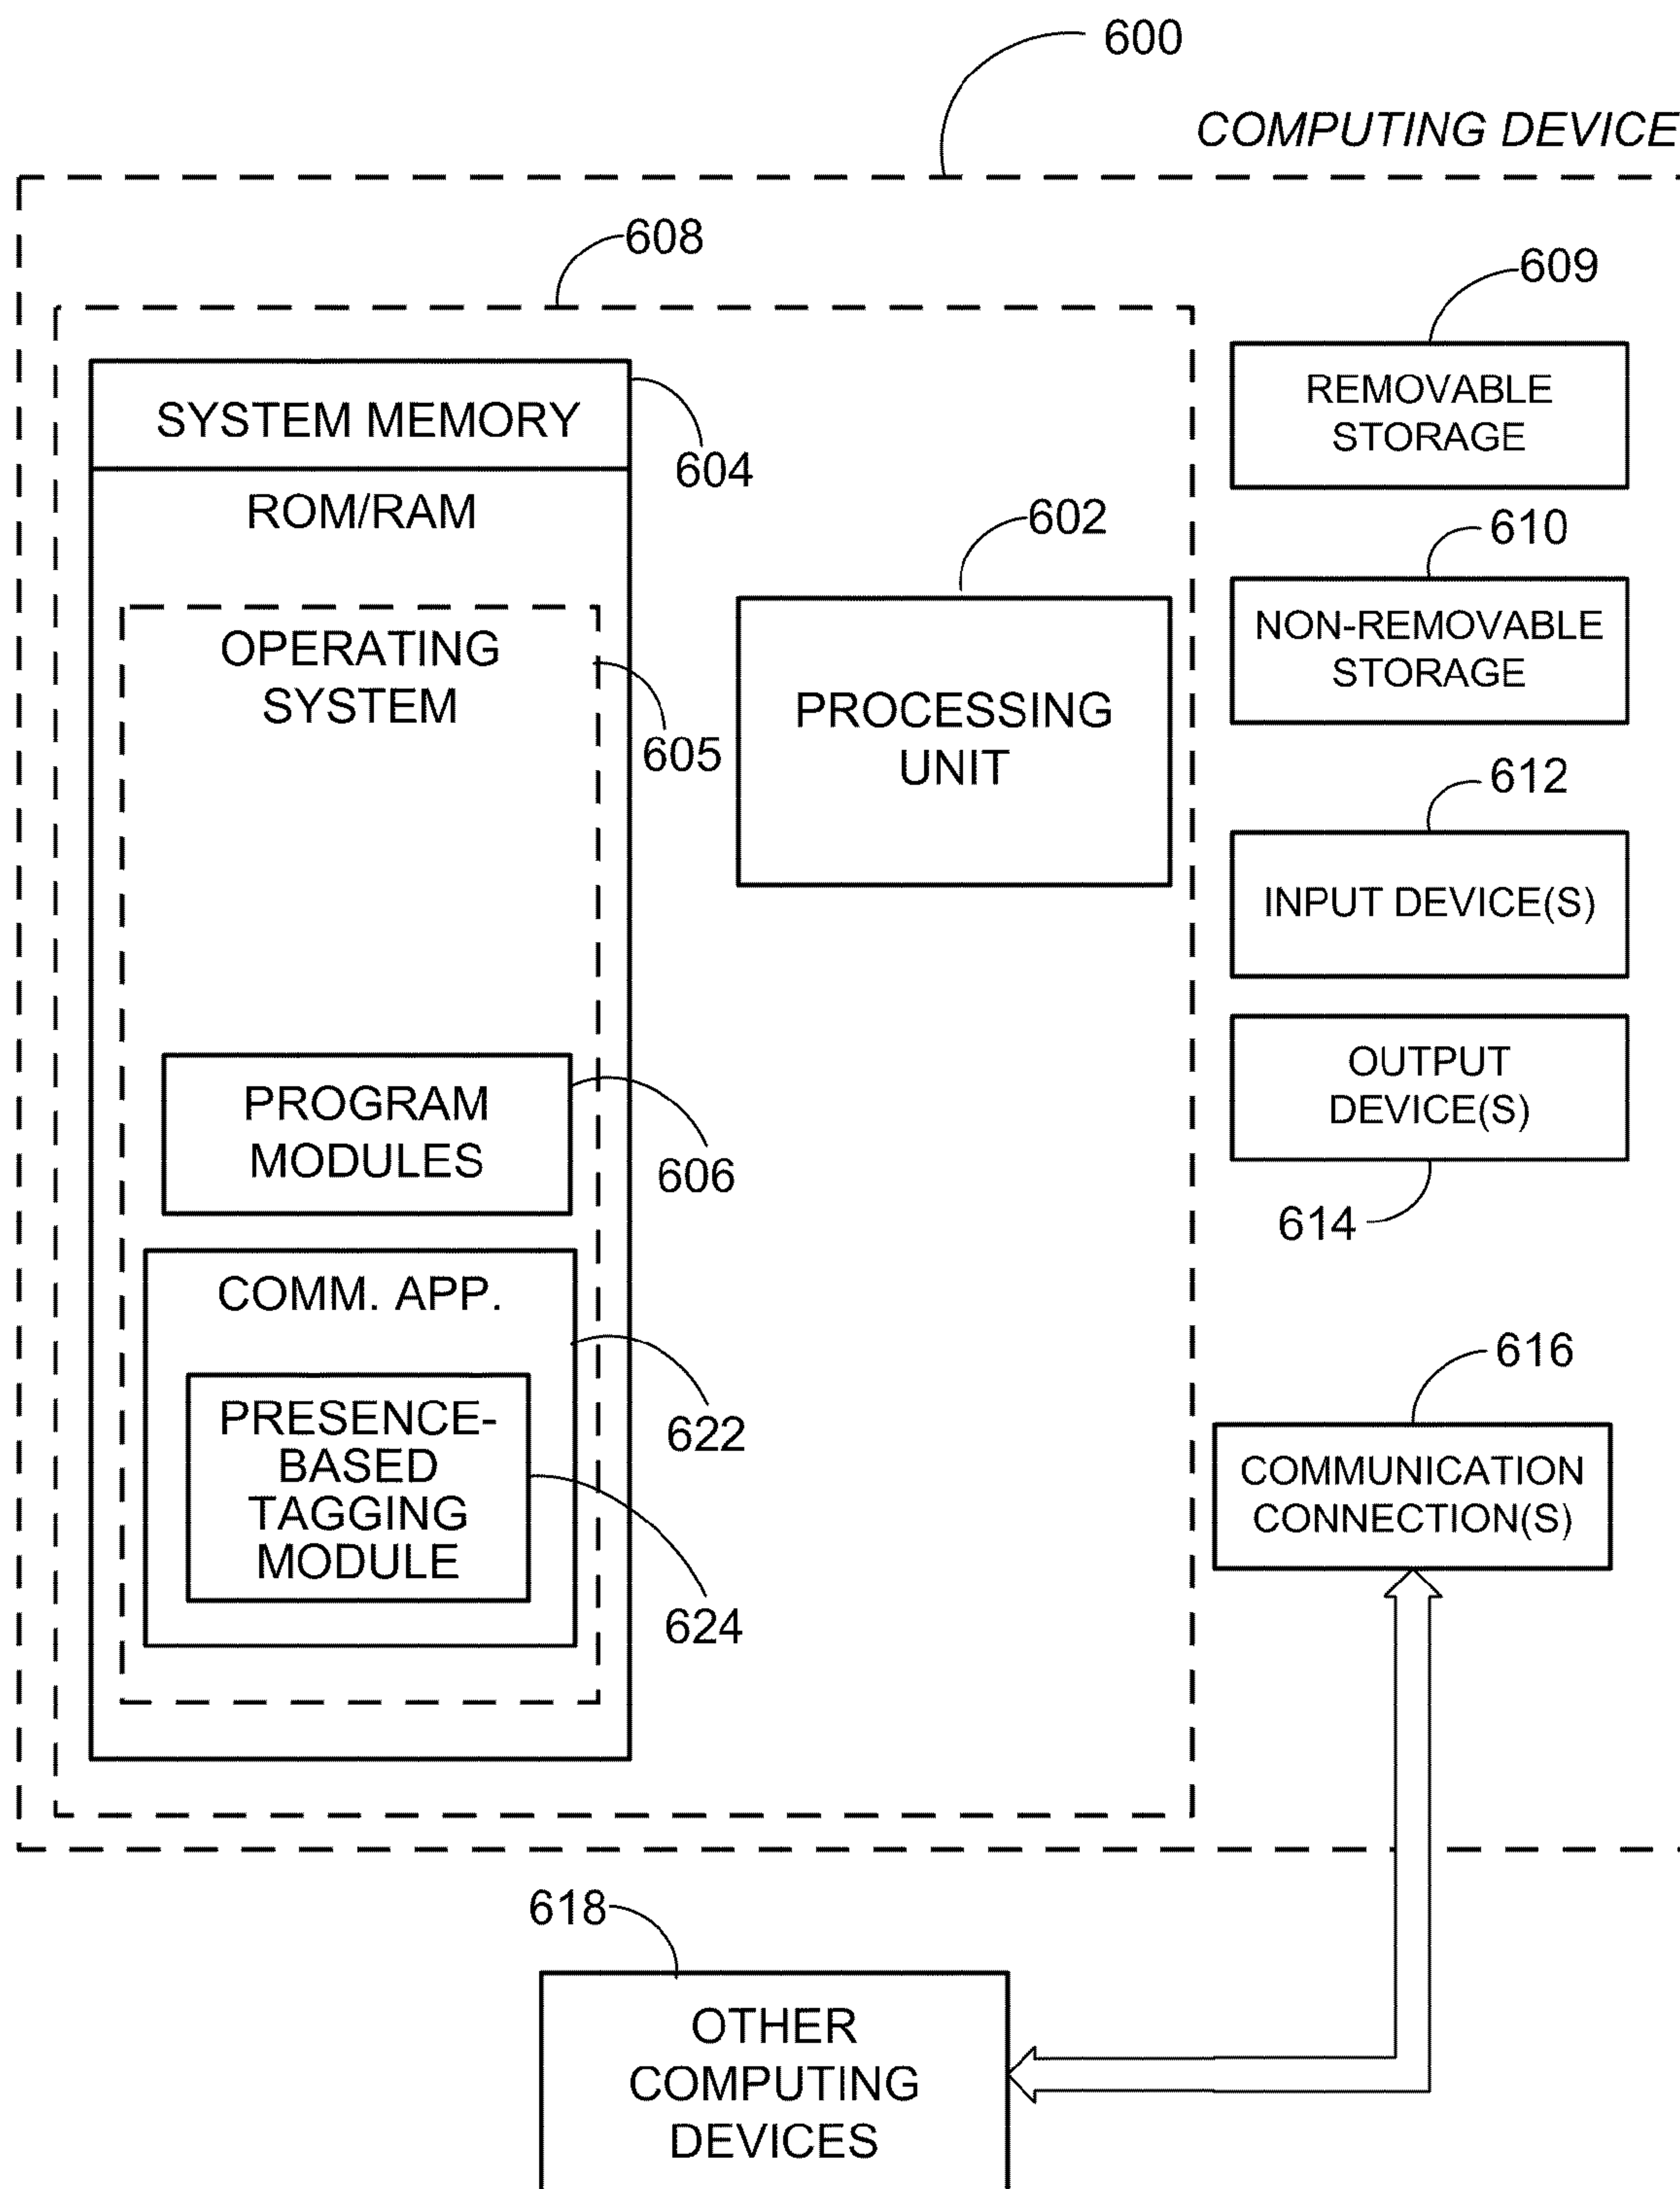 600
COMPUTING DEVICE
608
609
REMOVABLE
STORAGE
SYSTEM MEMORY
604
ROM/RAM
602
610
NON-REMOVABLE
STORAGE
OPERATING
SYSTEM
605
PROCESSING
UNIT
612
INPUT DEVICE(S)
OUTPUT
DEVICE(S)
614
PROGRAM
MODULES
606
COMM. APP.
622
PRESENCE-
BASED
TAGGING
MODULE
624
616
COMMUNICATION
CONNECTION(S)
618
OTHER
COMPUTING
DEVICES